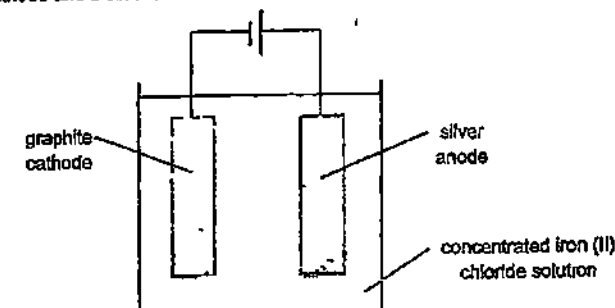 graphite
cathode
silver
anode
concentrated iron (II)
chloride solution